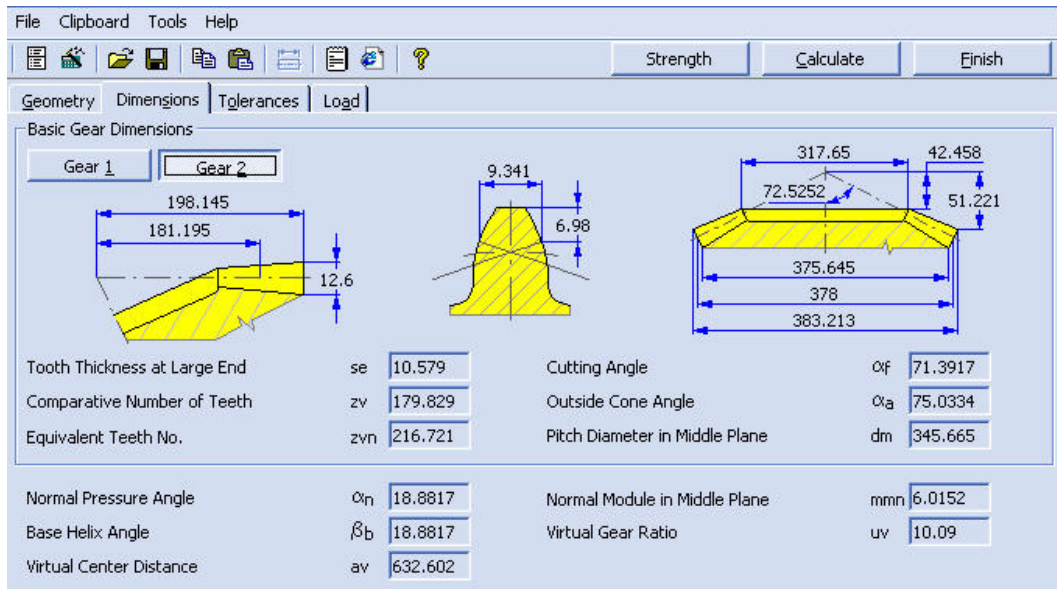 File Clipboard Tools Help
Strength Calculate Finish
Geometry Dimensions Tolerances Load
Basic Gear Dimensions
Gear 1 Gear 2
317.65 42.458
9.341
72.5252 51.221
198.145
181.195 6.98
12.6 375.645
378
383.213
Tooth Thickness at Large End se 10.579 Cutting Angle αf 71.3917
Comparative Number of Teeth zv 179.829 Outside Cone Angle αa 75.0334
Equivalent Teeth No. zvn 216.721 Pitch Diameter in Middle Plane dm 345.665
Normal Pressure Angle αn 18.8817 Normal Module in Middle Plane mmn 6.0152
Base Helix Angle βb 18.8817 Virtual Gear Ratio uv 10.09
Virtual Center Distance av 632.602